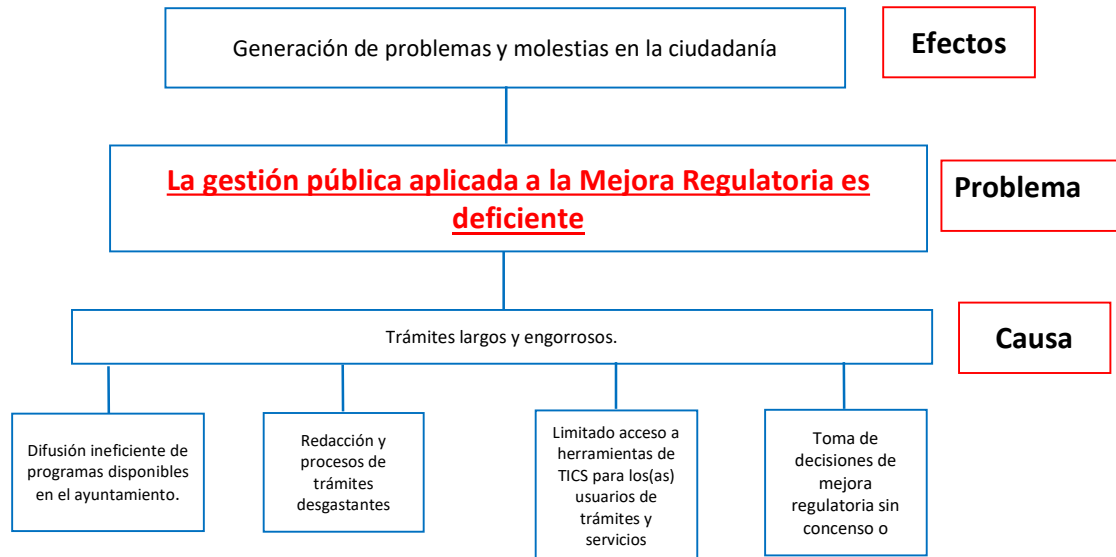 Generación de problemas y molestias en la ciudadanía
Efectos
La gestión pública aplicada a la Mejora Regulatoria es
deficiente
Problema
Trámites largos y engorrosos.
Causa
Difusión ineficiente de
programas disponibles
en el ayuntamiento.
Redacción y
procesos de
trámites
desgastantes
Limitado acceso a
herramientas de
TICS para los(as)
usuarios de
trámites y
servicios
Toma de
decisiones de
mejora
regulatoria sin
concenso o